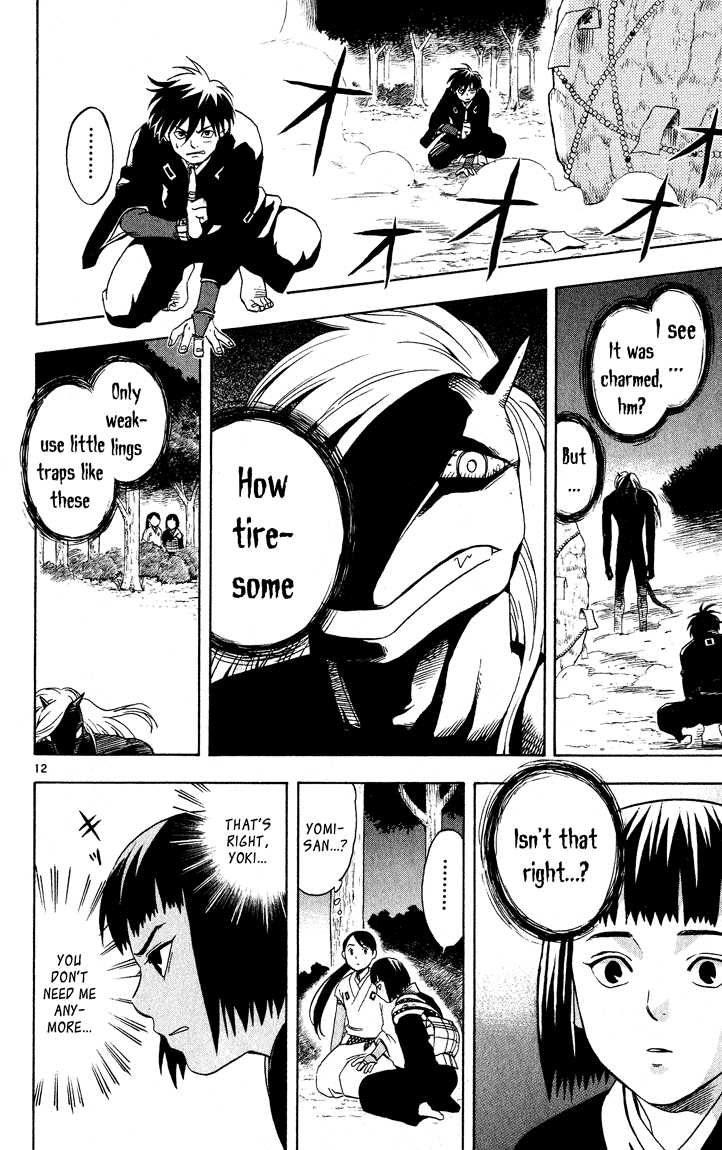 .........
I see
...
It was
charmed,
hm?
But
...
How
tire-
some
Only
weak-
lings
use little
traps like
these
12
Isn't that
right...?
YOMI-
SAN...?
.........
THAT'S
RIGHT,
YOKI...
YOU
DON'T
NEED ME
ANY-
MORE...